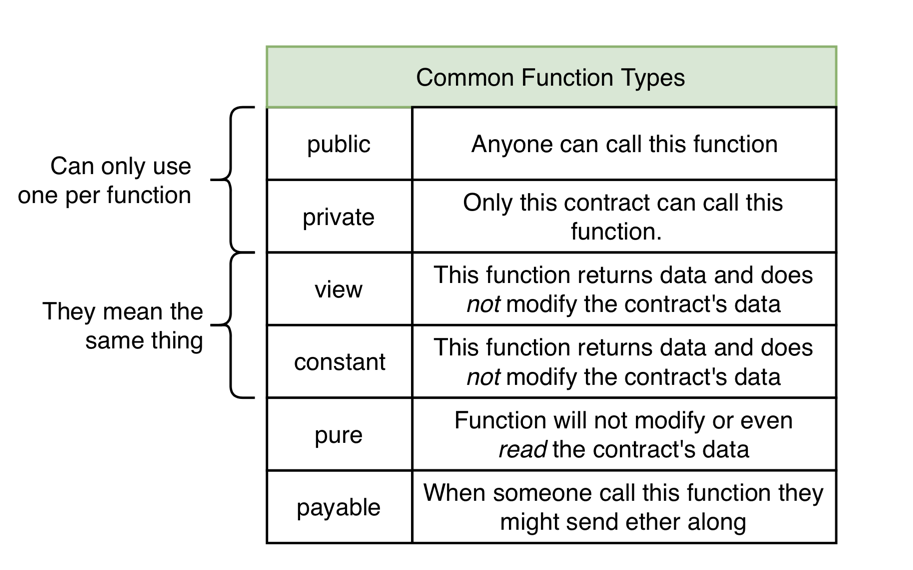 Common Function Types
Can only use
one per function
public
Anyone can call this function
private
Only this contract can call this
function.
They mean the
same thing
view
This function returns data and does
not modify the contract's data
constant
This function returns data and does
not modify the contract's data
pure
Function will not modify or even
read the contract's data
payable
When someone call this function they
might send ether along